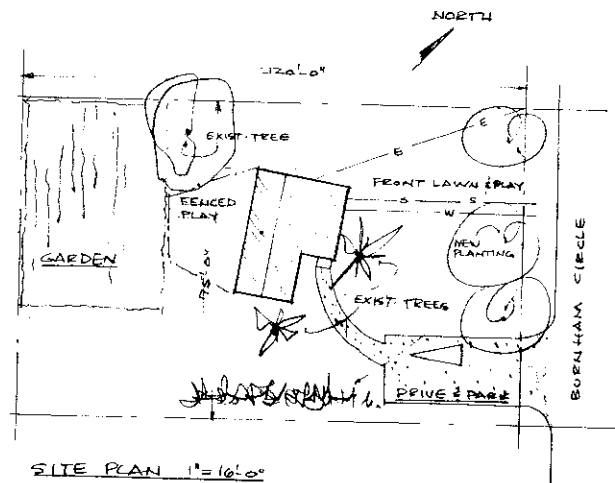 NORTH
120'-0"
EXIST. TREE
E
E
FRONT LAWN & PLAY
FENCED
PLAY
S
S
W
GARDEN
75'-0"
NEW
PLANTING
EXIST TREES
BURNHAM CIRCLE
DRIVE & PARK
SITE PLAN 1"=16'-0"